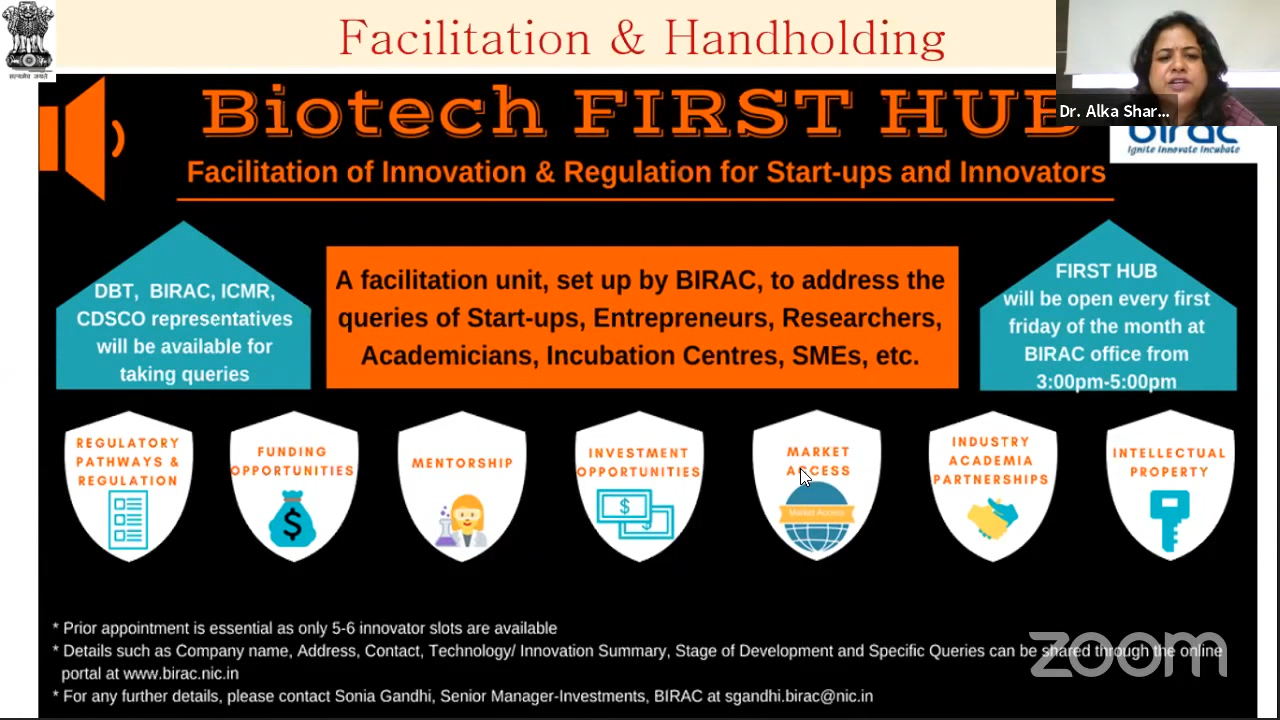 सत्यमेव जयते
Facilitation & Handholding
Dr. Alka Shar...
Biotech FIRST HUB
birac
Ignite Innovate Incubate
Facilitation of Innovation & Regulation for Start-ups and Innovators
DBT, BIRAC, ICMR,
CDSCO representatives
will be available for
taking queries
A facilitation unit, set up by BIRAC, to address the
queries of Start-ups, Entrepreneurs, Researchers,
Academicians, Incubation Centres, SMEs, etc.
FIRST HUB
will be open every first
friday of the month at
BIRAC office from
3:00pm-5:00pm
REGULATORY
PATHWAYS &
REGULATION
FUNDING
OPPORTUNITIES
MENTORSHIP
INVESTMENT
OPPORTUNITIES
MARKET
ACCESS
Market Access
INDUSTRY
ACADEMIA
PARTNERSHIPS
INTELLECTUAL
PROPERTY
* Prior appointment is essential as only 5-6 innovator slots are available
* Details such as Company name, Address, Contact, Technology/ Innovation Summary, Stage of Development and Specific Queries can be shared through the online
portal at www.birac.nic.in
* For any further details, please contact Sonia Gandhi, Senior Manager-Investments, BIRAC at sgandhi.birac@nic.in
zoom